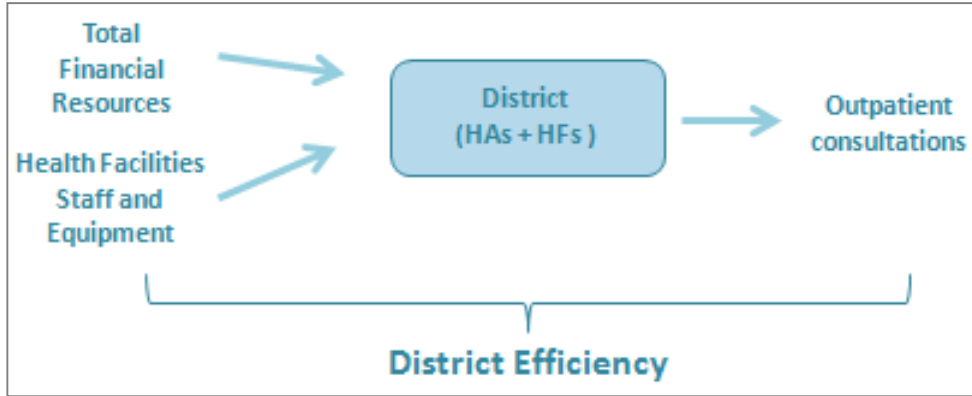 Total
Financial
Resources
Health Facilities
Staff and
Equipment
District
(HAs + HFs )
Outpatient
consultations
District Efficiency